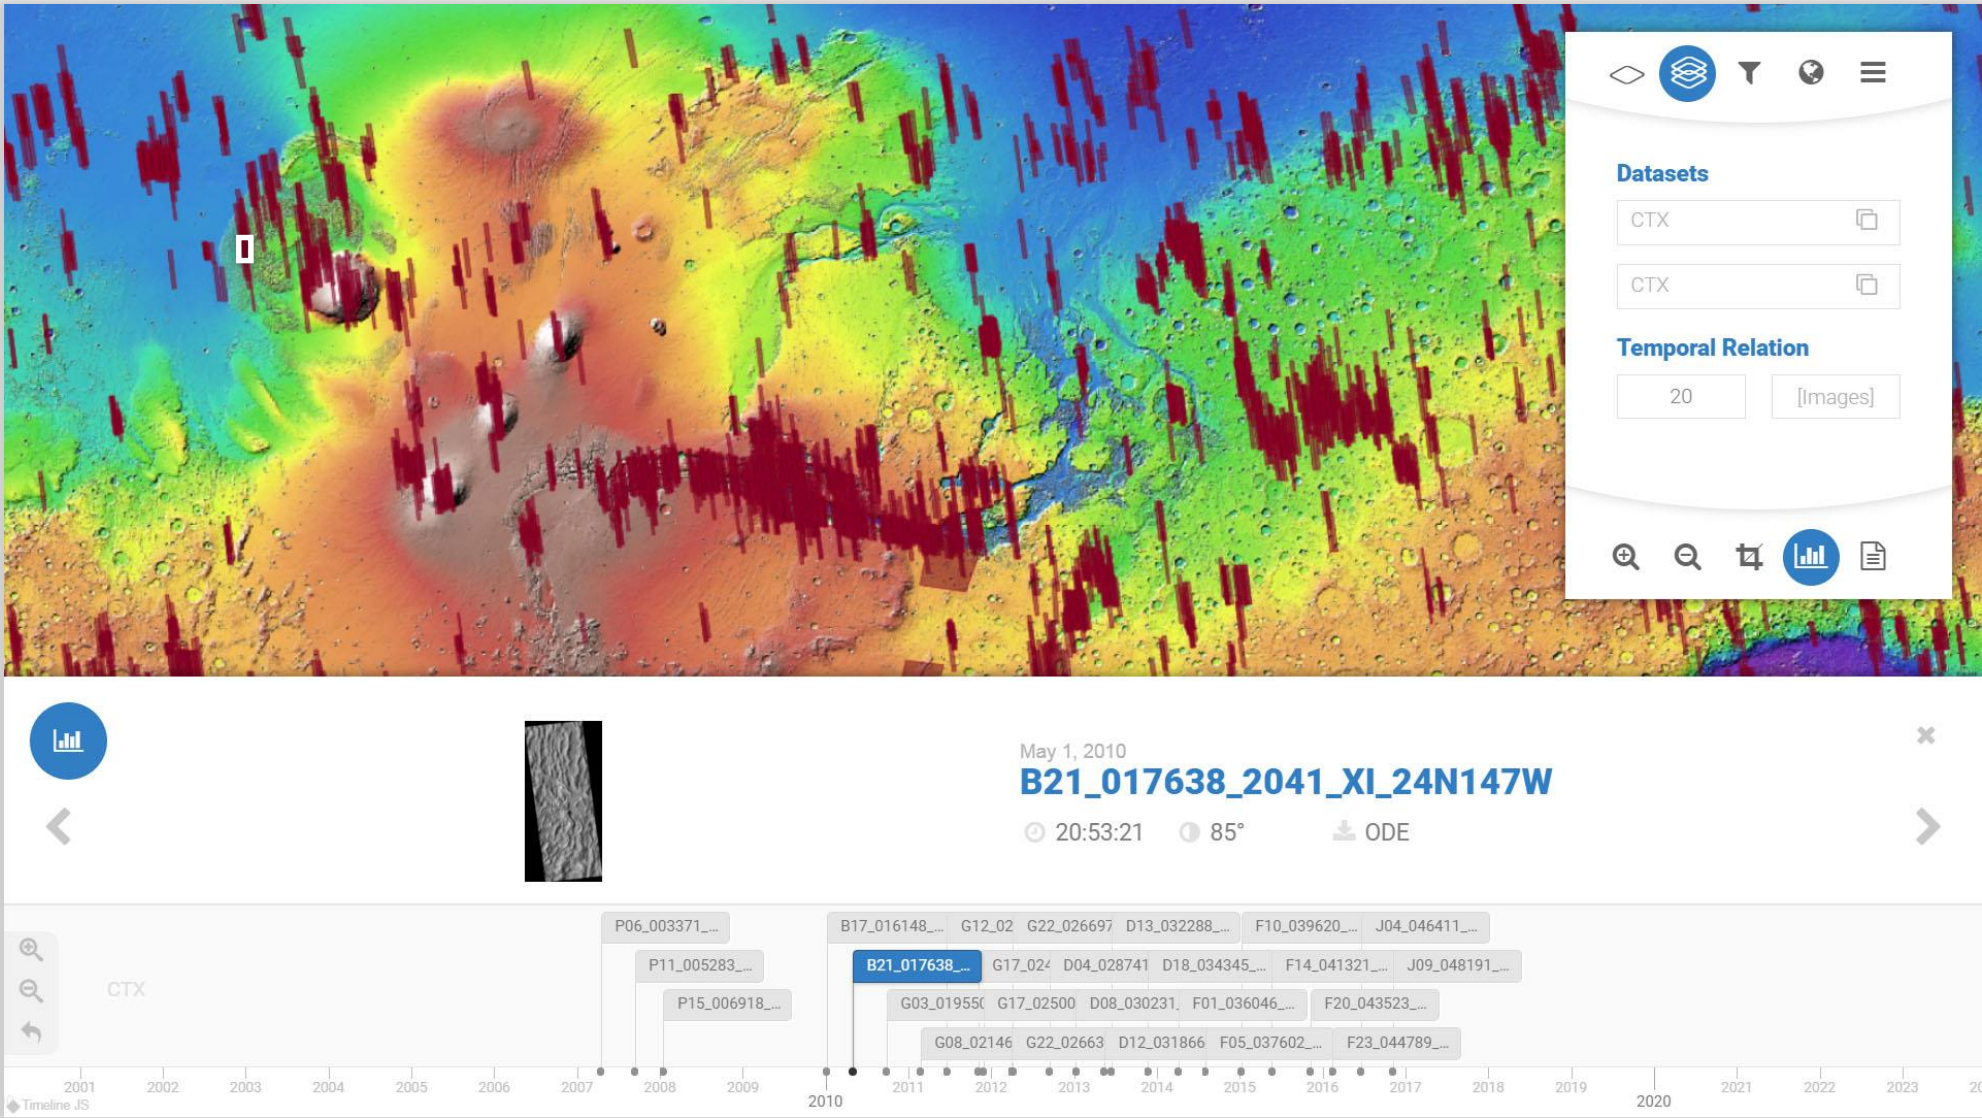 Datasets
CTX
CTX
Temporal Relation
20 [Images]
May 1, 2010
B21_017638_2041_XI_24N147W
20:53:21 85° ODE
P06_003371_... B17_016148_... G12_02 G22_026697 D13_032288_... F10_039620_... J04_046411_...
P11_005283_... B21_017638_... G17_024 D04_028741 D18_034345_... F14_041321_... J09_048191_...
CTX
P15_006918_... G03_019550 G17_02500 D08_030231_ F01_036046_... F20_043523_...
G08_02146 G22_02663 D12_031866 F05_037602_... F23_044789_...
2001 2002 2003 2004 2005 2006 2007 2008 2009 2010 2011 2012 2013 2014 2015 2016 2017 2018 2019 2020 2021 2022 2023
Timeline JS